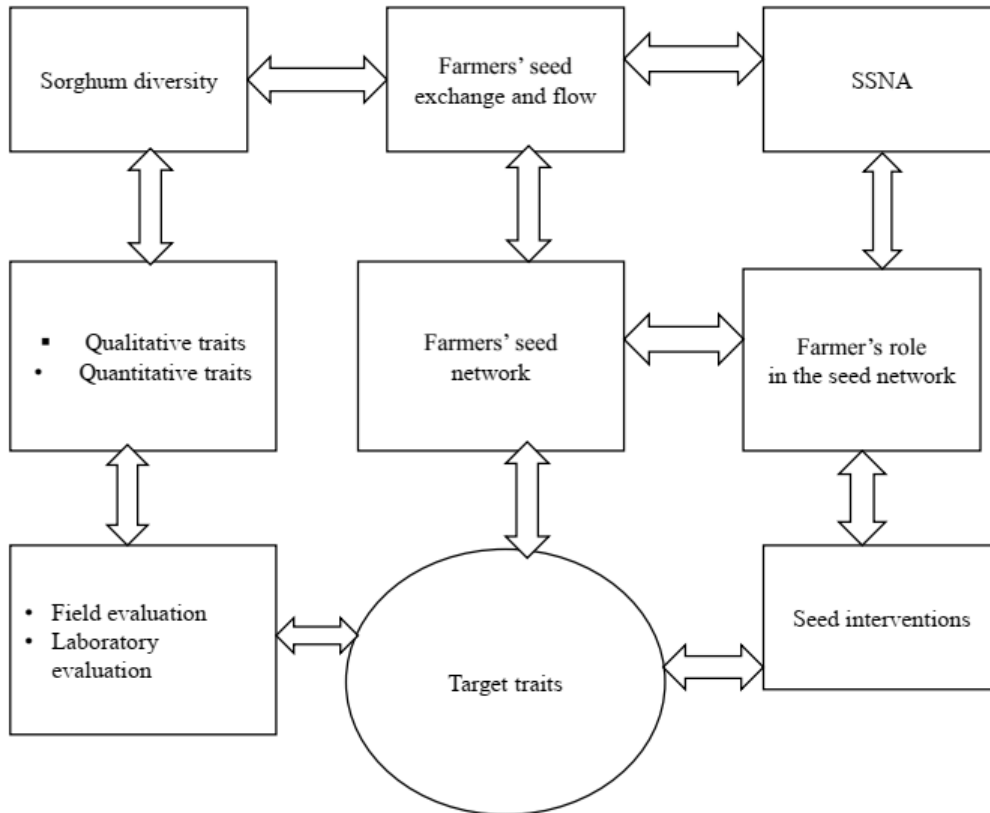 Sorghum diversity
Farmers’ seed
exchange and flow
SSNA
▪ Qualitative traits
• Quantitative traits
Farmers’ seed
network
Farmer’s role
in the seed network
• Field evaluation
• Laboratory
evaluation
Target traits
Seed interventions